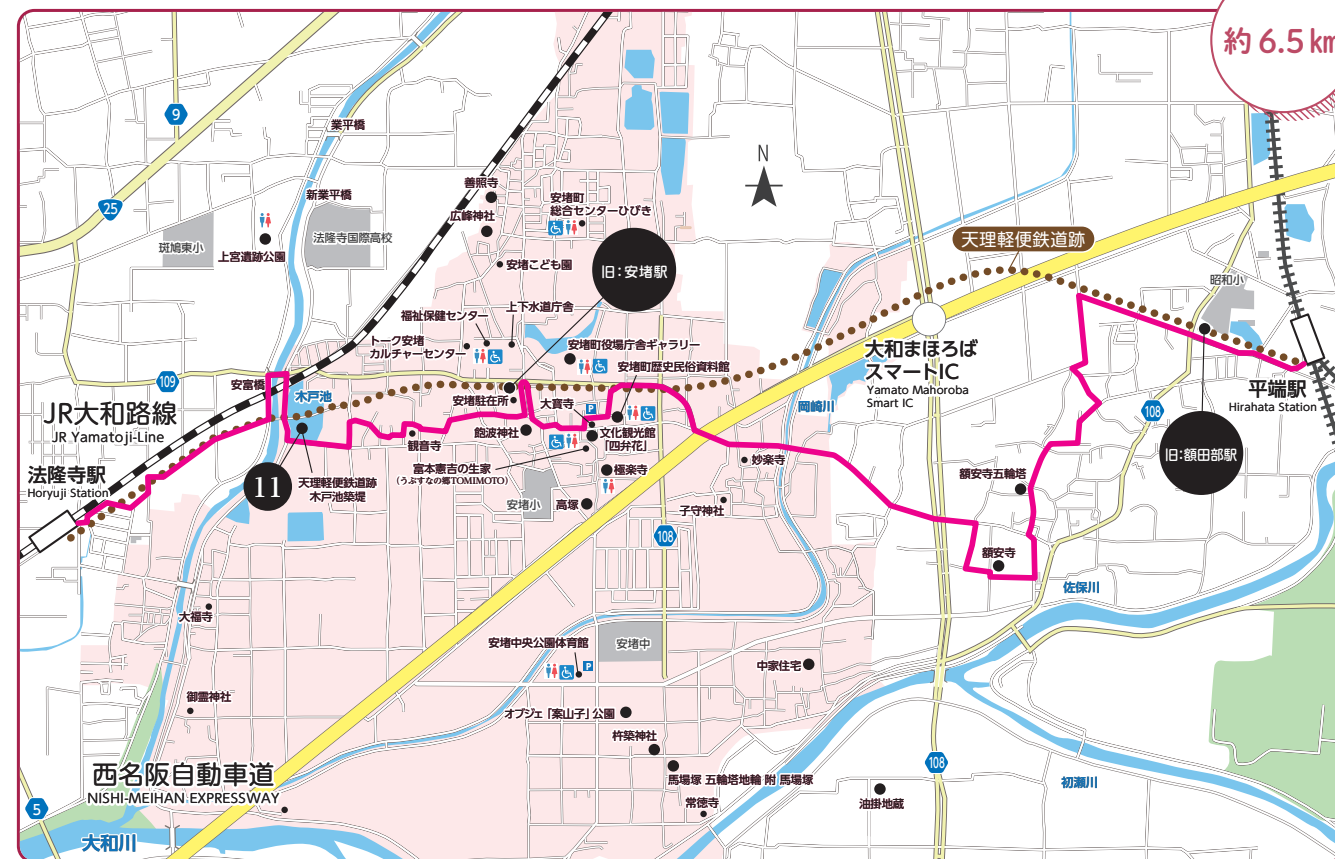 約 6.5 km
9
業平橋
N
善照寺
新業平橋
安堵町
総合センターひびき
25
広峰神社
法隆寺国際高校
斑鳩東小
上宮遺跡公園
天理軽便鉄道跡
安堵こども園
旧：安堵駅
昭和小
上下水道庁舎
福祉保健センター
トーク安堵
カルチャーセンター
安堵町役場庁舎ギャラリー
大和まほろば
スマートIC
Yamato Mahoroba
Smart IC
安堵町歴史民俗資料館
109
安富橋
木戸池
平端駅
Hirahata Station
JR大和路線
JR Yamatoji-Line
安堵駐在所
大寶寺
P
岡崎川
108
飽波神社
文化観光館
「四弁花」
観音寺
旧：額田部駅
法隆寺駅
Horyuji Station
富本憲吉の生家
(うぶすなの郷TOMIMOTO)
極楽寺
妙楽寺
額安寺五輪塔
11
天理軽便鉄道跡
木戸池築堤
安堵小
高塚
子守神社
108
額安寺
佐保川
大福寺
安堵中央公園体育館
P
安堵中
中家住宅
御霊神社
オブジェ「案山子」公園
杵築神社
108
西名阪自動車道
NISHI-MEIHAN EXPRESSWAY
馬場塚 五輪塔地輪 附 馬場塚
初瀬川
油掛地蔵
常徳寺
5
大和川